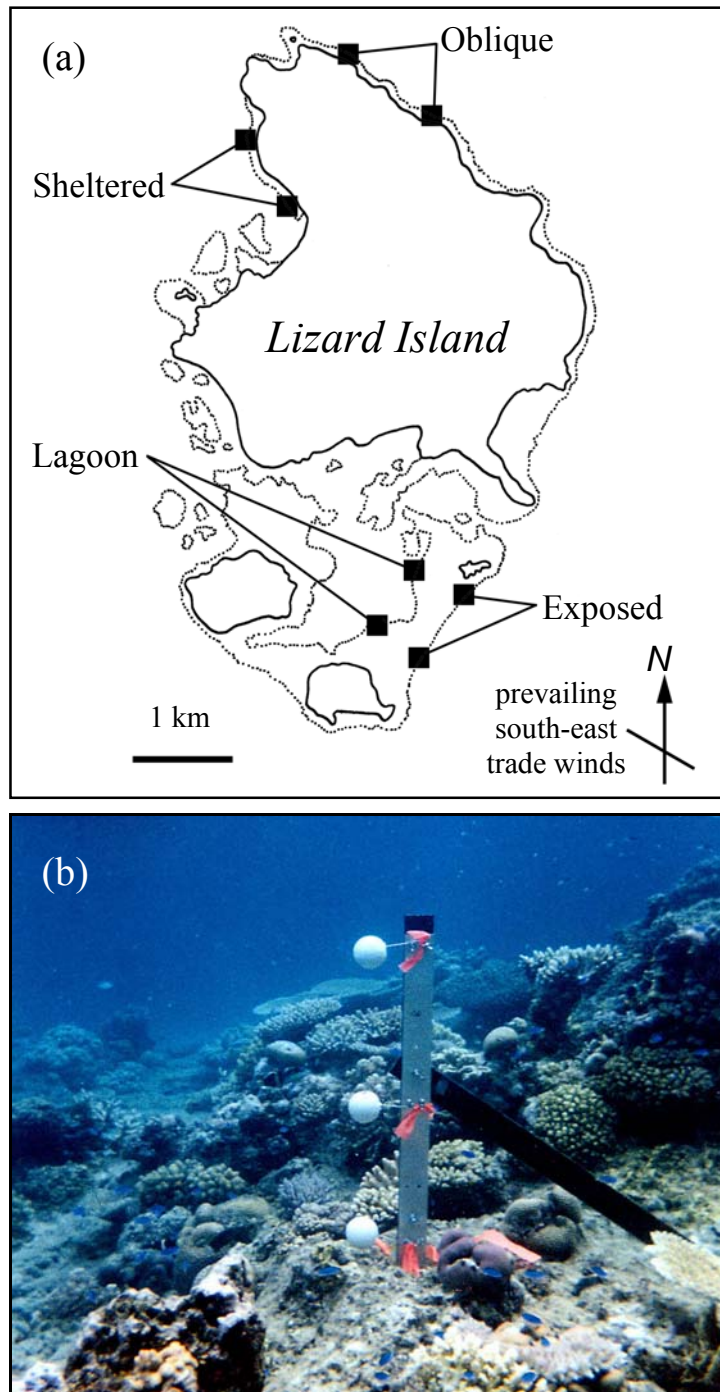 (a)
Oblique
Sheltered
Lizard Island
Lagoon
Exposed
1 km
N
prevailing
south-east
trade winds
(b)